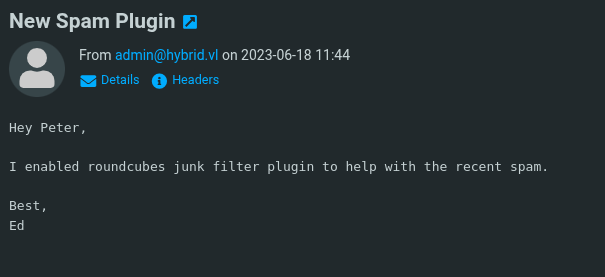 New Spam Plugin
From admin@hybrid.vl on 2023-06-18 11:44
Details Headers
Hey Peter,
I enabled roundcubes junk filter plugin to help with the recent spam.
Best,
Ed